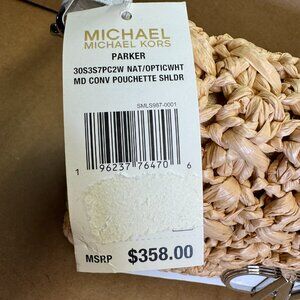 MICHAEL
MICHAEL KORS
PARKER
30S3S7PC2W NAT/OPTICWHT
MD CONV POUCHETTE SHLDR
SMLS987-0001
1 96237 76470 6
MSRP $358.00